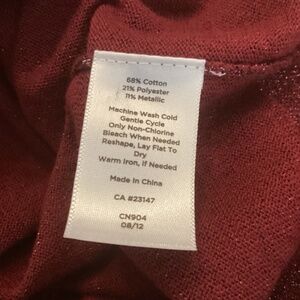 68% Cotton
21% Polyester
11% Metallic
Machine Wash Cold
Gentle Cycle
Only Non-Chlorine
Bleach When Needed
Reshape, Lay Flat To
Dry
Warm Iron, if Needed
Made in China
CA #23147
CN904
08/12